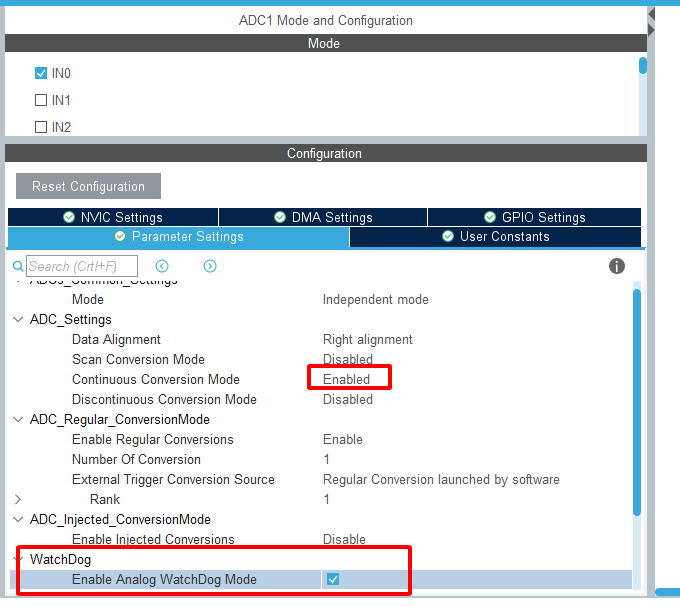 ADC1 Mode and Configuration
Mode
IN0
IN1
IN2
Configuration
Reset Configuration
NVIC Settings DMA Settings GPIO Settings
Parameter Settings User Constants
Search (Crtl+F)
ADCs_Common_Settings
Mode Independent mode
ADC_Settings
Data Alignment Right alignment
Scan Conversion Mode Disabled
Continuous Conversion Mode Enabled
Discontinuous Conversion Mode Disabled
ADC_Regular_ConversionMode
Enable Regular Conversions Enable
Number Of Conversion 1
External Trigger Conversion Source Regular Conversion launched by software
Rank 1
ADC_Injected_ConversionMode
Enable Injected Conversions Disable
WatchDog
Enable Analog WatchDog Mode